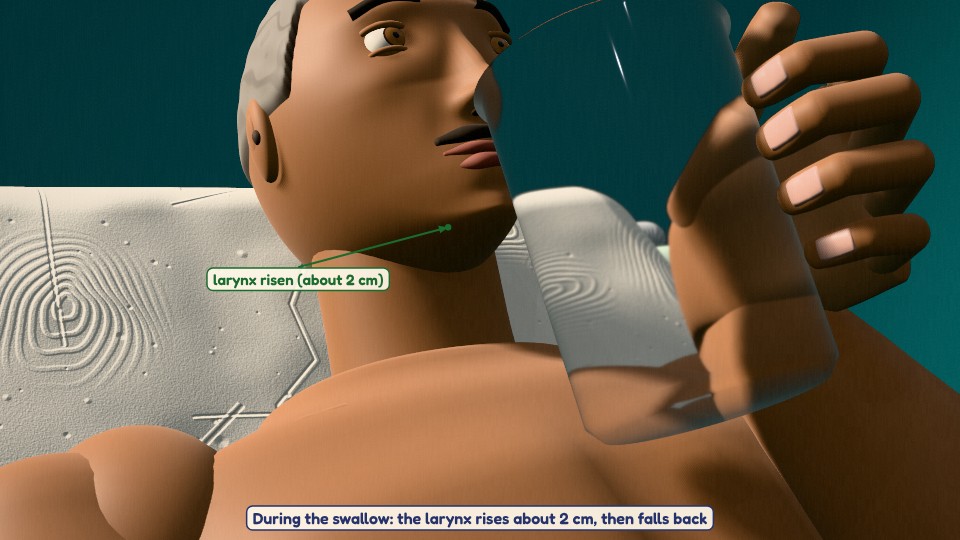 larynx risen (about 2 cm)
During the swallow: the larynx rises about 2 cm, then falls back